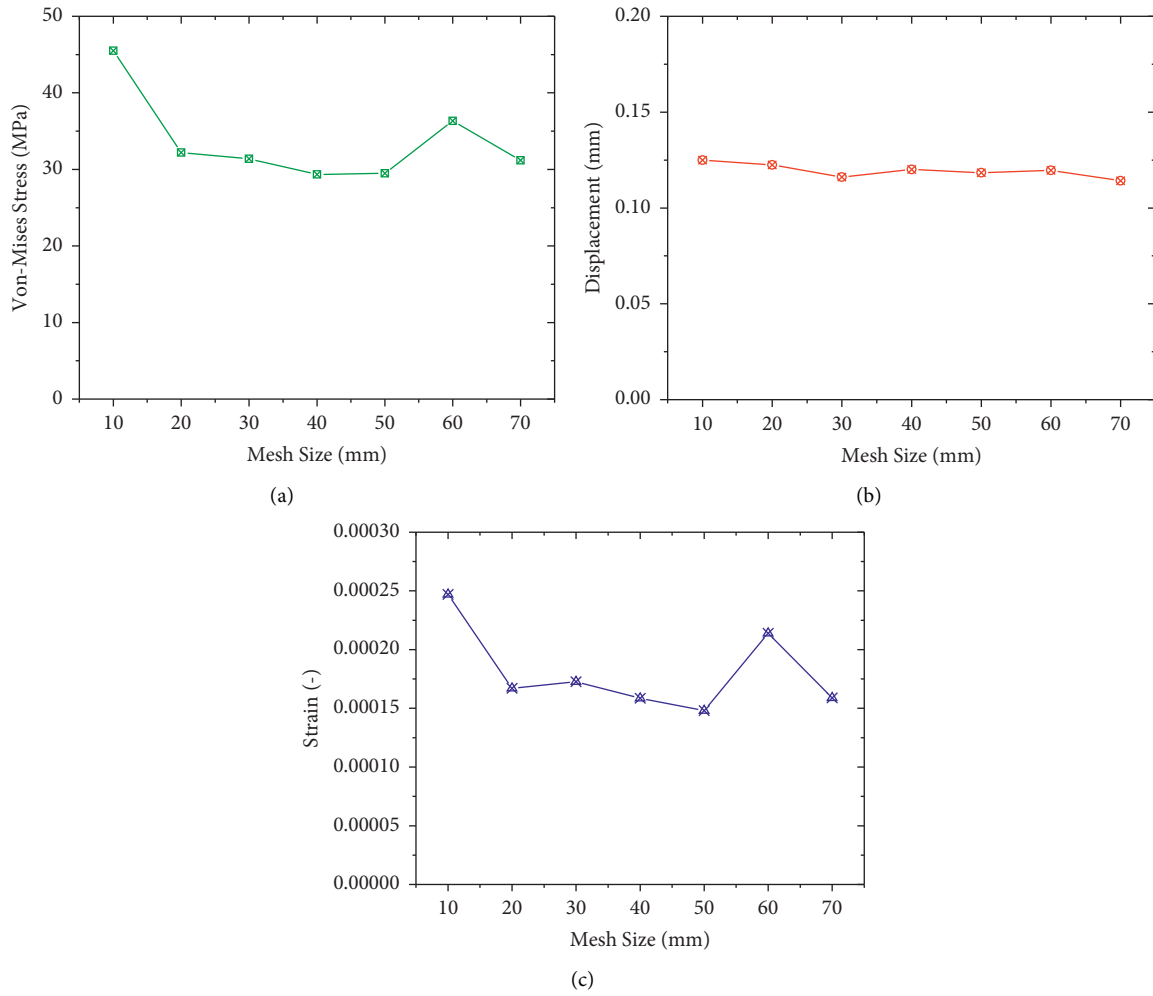 50
40
30
20
10
0
Von-Mises Stress (MPa)
10 20 30 40 50 60 70
Mesh Size (mm)
(a)
0.20
0.15
0.10
0.05
0.00
Displacement (mm)
10 20 30 40 50 60 70
Mesh Size (mm)
(b)
0.00030
0.00025
0.00020
0.00015
0.00010
0.00005
0.00000
Strain (-)
10 20 30 40 50 60 70
Mesh Size (mm)
(c)